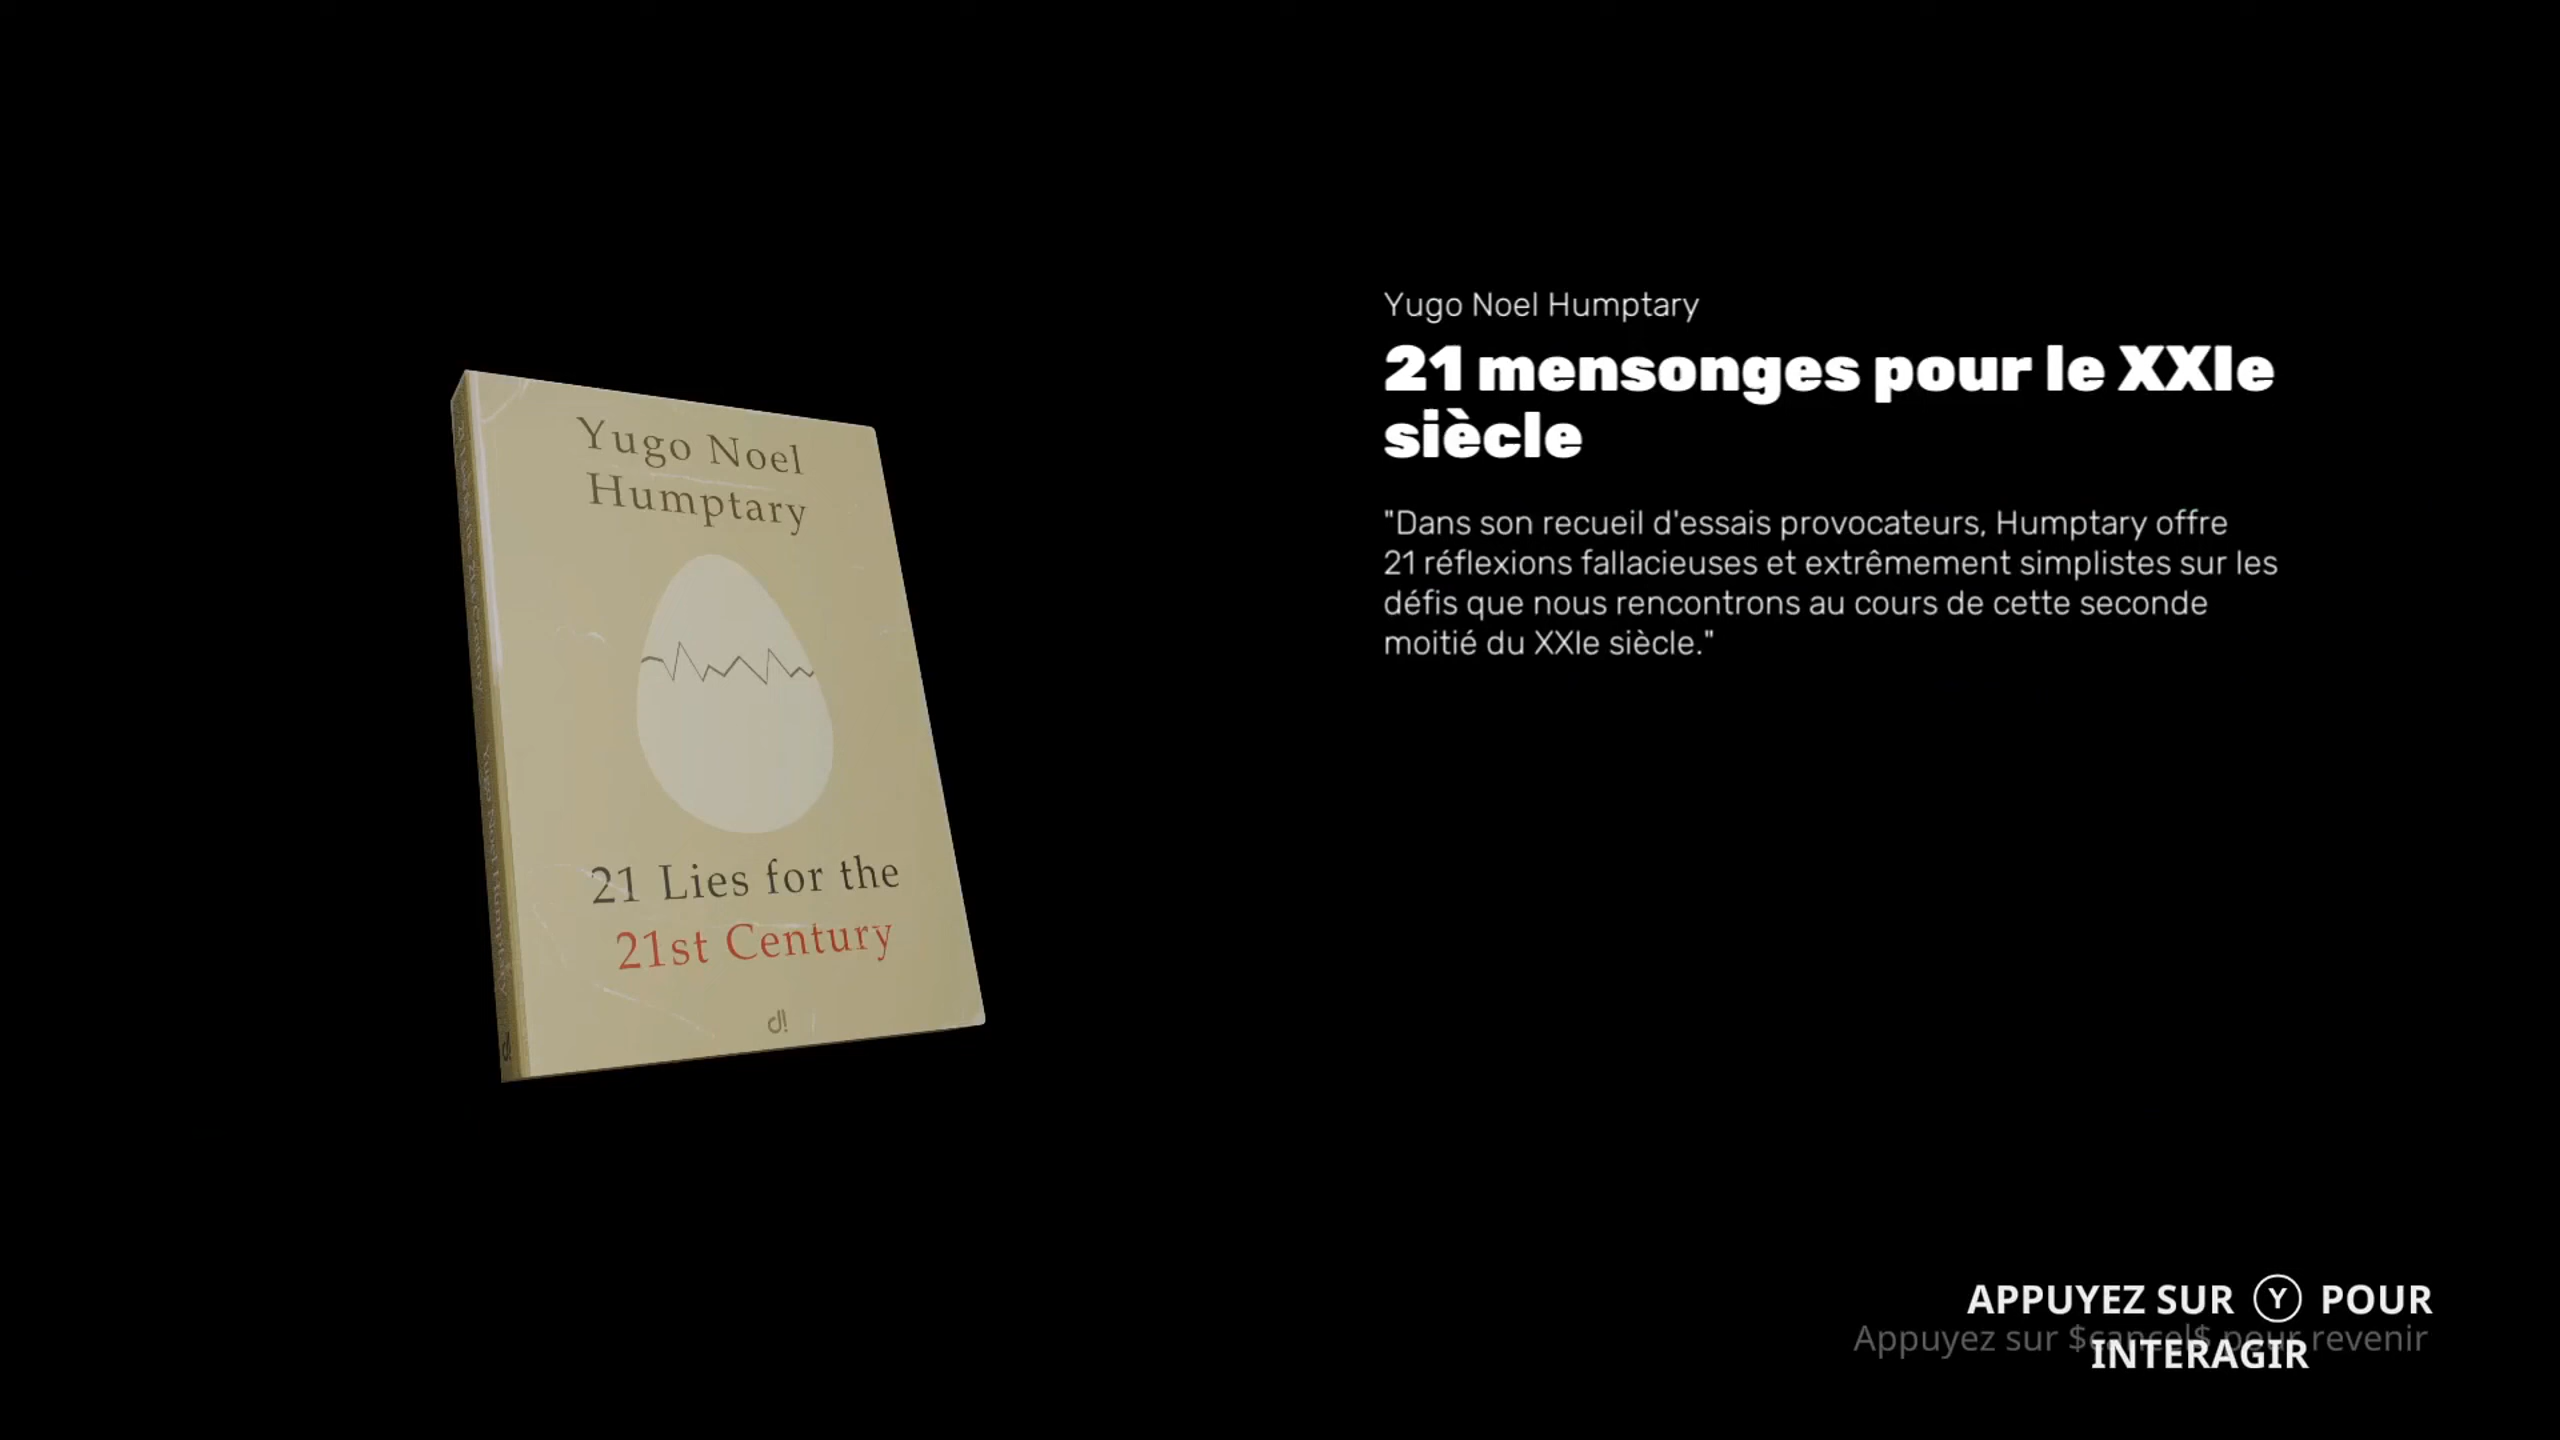 Yugo Noel
Humptary
21 Lies for the
21st Century
d!
Yugo Noel Humptary
21 mensonges pour le XXIe
siècle
"Dans son recueil d'essais provocateurs, Humptary offre
21 réflexions fallacieuses et extrêmement simplistes sur les
défis que nous rencontrons au cours de cette seconde
moitié du XXIe siècle."
APPUYEZ SUR Y POUR
Appuyez sur $cancel$ pour revenir
INTERAGIR